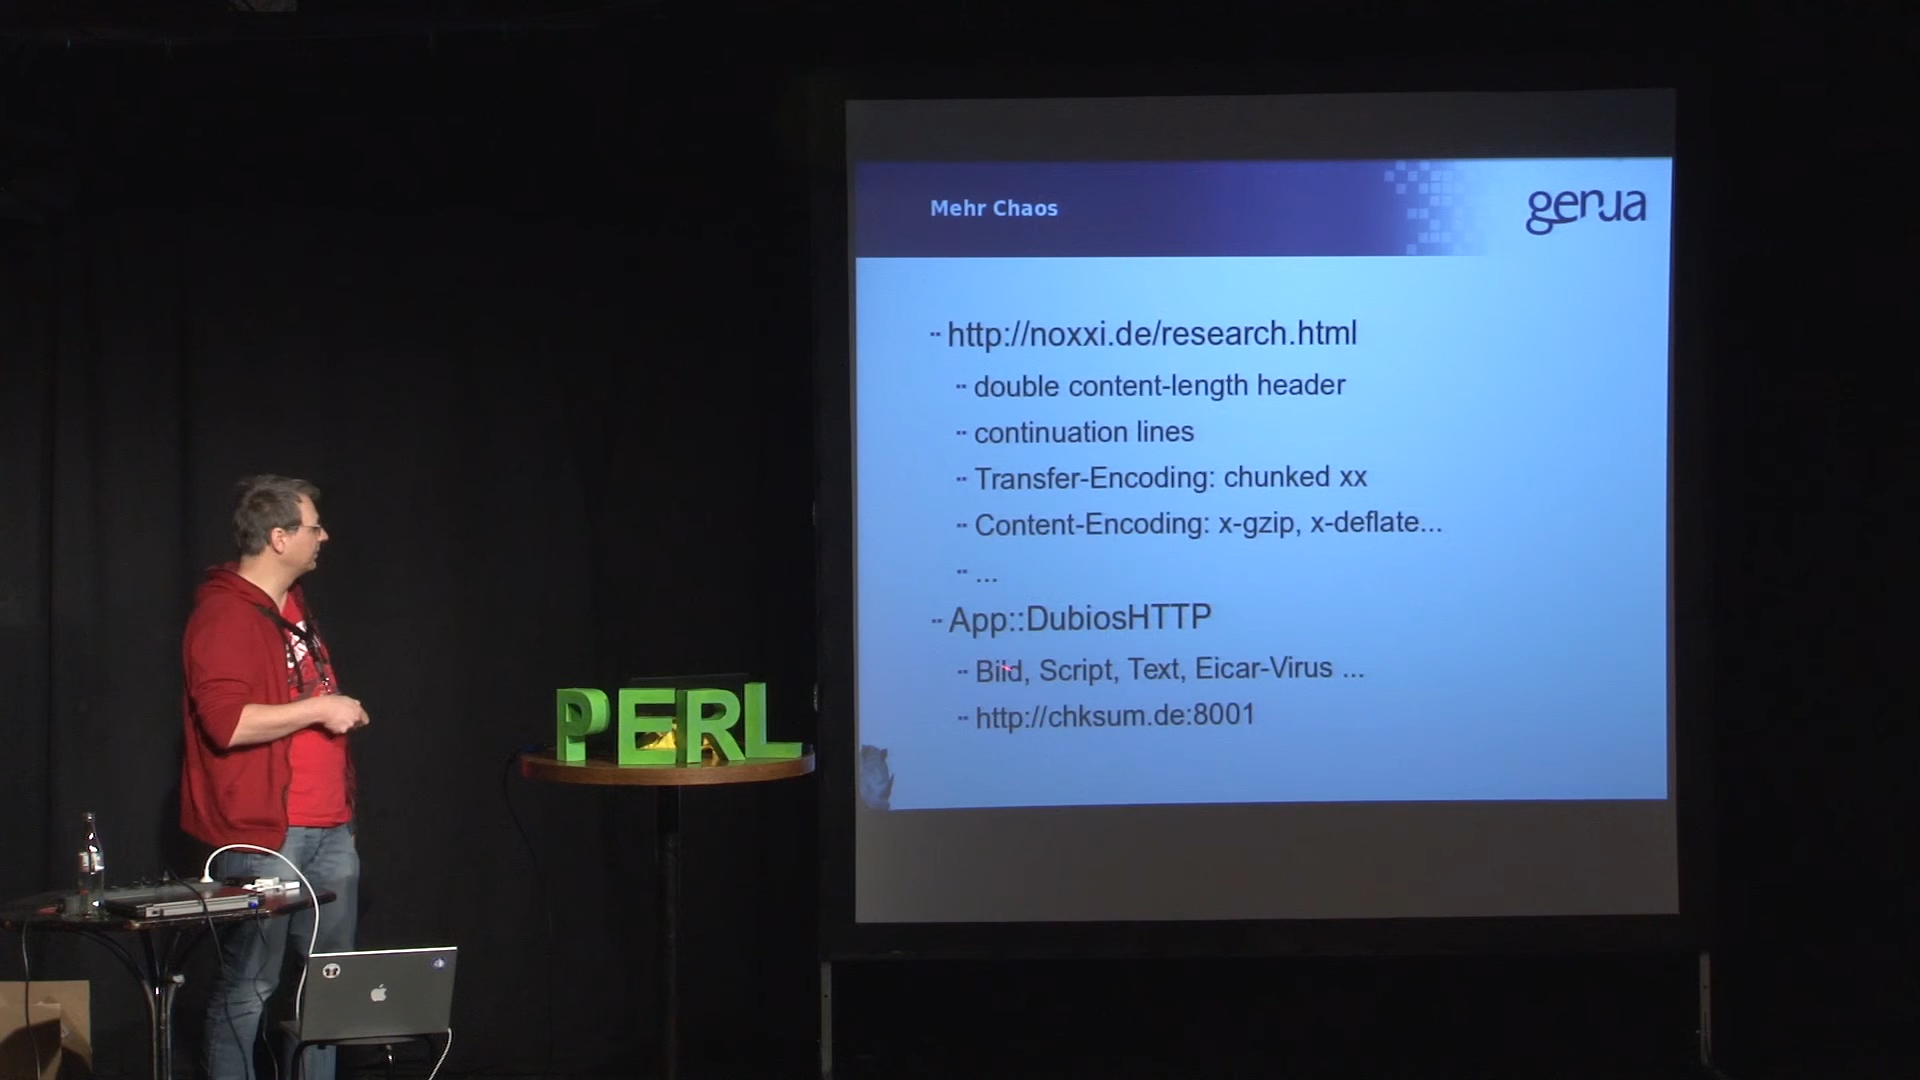 Mehr Chaos
genua
http://noxxi.de/research.html
double content-length header
continuation lines
Transfer-Encoding: chunked xx
Content-Encoding: x-gzip, x-deflate...
...
App::DubiosHTTP
Bild, Script, Text, Eicar-Virus ...
http://chksum.de:8001
PERL